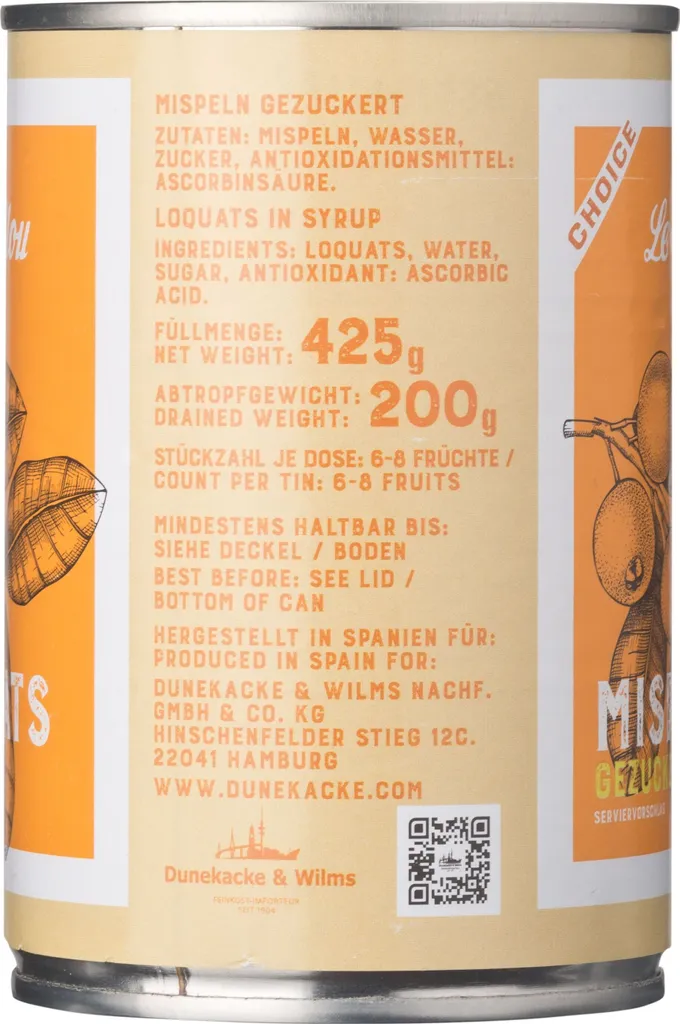 MISPELN GEZUCKERT
ZUTATEN: MISPELN, WASSER,
ZUCKER, ANTIOXIDATIONSMITTEL:
ASCORBINSÄURE.
LOQUATS IN SYRUP
INGREDIENTS: LOQUATS, WATER,
SUGAR, ANTIOXIDANT: ASCORBIC
ACID.
FÜLLMENGE:
NET WEIGHT: 425g
ABTROPFGEWICHT:
DRAINED WEIGHT: 200g
STÜCKZAHL JE DOSE: 6-8 FRÜCHTE /
COUNT PER TIN: 6-8 FRUITS
MINDESTENS HALTBAR BIS:
SIEHE DECKEL / BODEN
BEST BEFORE: SEE LID /
BOTTOM OF CAN
HERGESTELLT IN SPANIEN FÜR:
PRODUCED IN SPAIN FOR:
DUNEKACKE & WILMS NACHF.
GMBH & CO. KG
HINSCHENFELDER STIEG 12C.
22041 HAMBURG
WWW.DUNEKACKE.COM
Dunekacke & Wilms
CHOICE
SERVIERVORSCHLAG